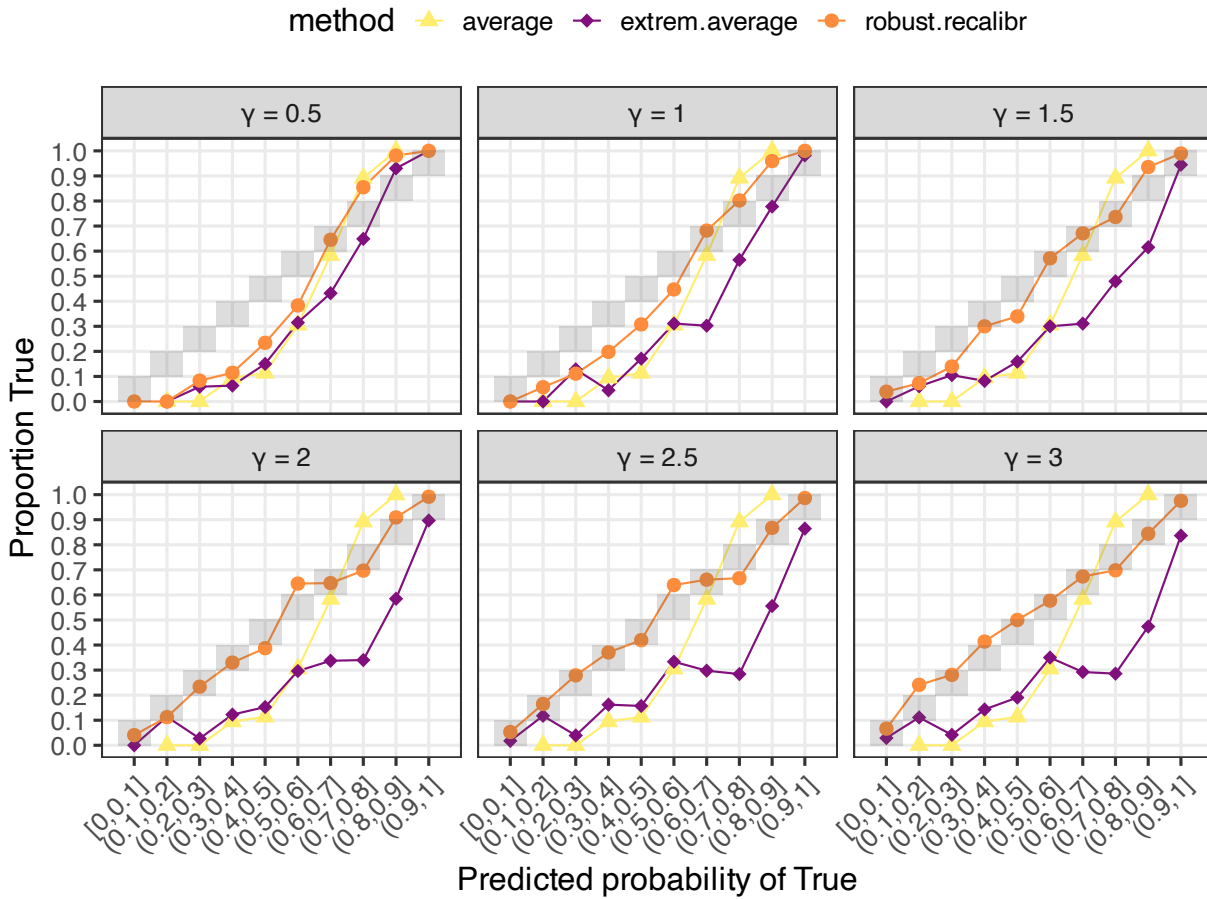 method average extrem.average robust.recalibr
γ = 0.5 γ = 1 γ = 1.5
1.0
0.9
0.8
0.7
0.6
0.5
0.4
0.3
0.2
0.1
0.0
γ = 2 γ = 2.5 γ = 3
1.0
0.9
0.8
0.7
0.6
0.5
0.4
0.3
0.2
0.1
0.0
Proportion True
[0,0.1] (0.1,0.2] (0.2,0.3] (0.3,0.4] (0.4,0.5] (0.5,0.6] (0.6,0.7] (0.7,0.8] (0.8,0.9] (0.9,1]
[0,0.1] (0.1,0.2] (0.2,0.3] (0.3,0.4] (0.4,0.5] (0.5,0.6] (0.6,0.7] (0.7,0.8] (0.8,0.9] (0.9,1]
[0,0.1] (0.1,0.2] (0.2,0.3] (0.3,0.4] (0.4,0.5] (0.5,0.6] (0.6,0.7] (0.7,0.8] (0.8,0.9] (0.9,1]
Predicted probability of True